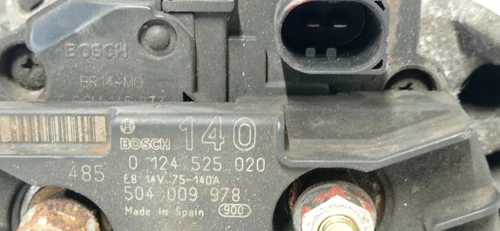 BOSCH
BR14-M0
BOSCH 140
0 124 525 020
485
E8 14V 75-140A
504 009 978
Made in Spain 900